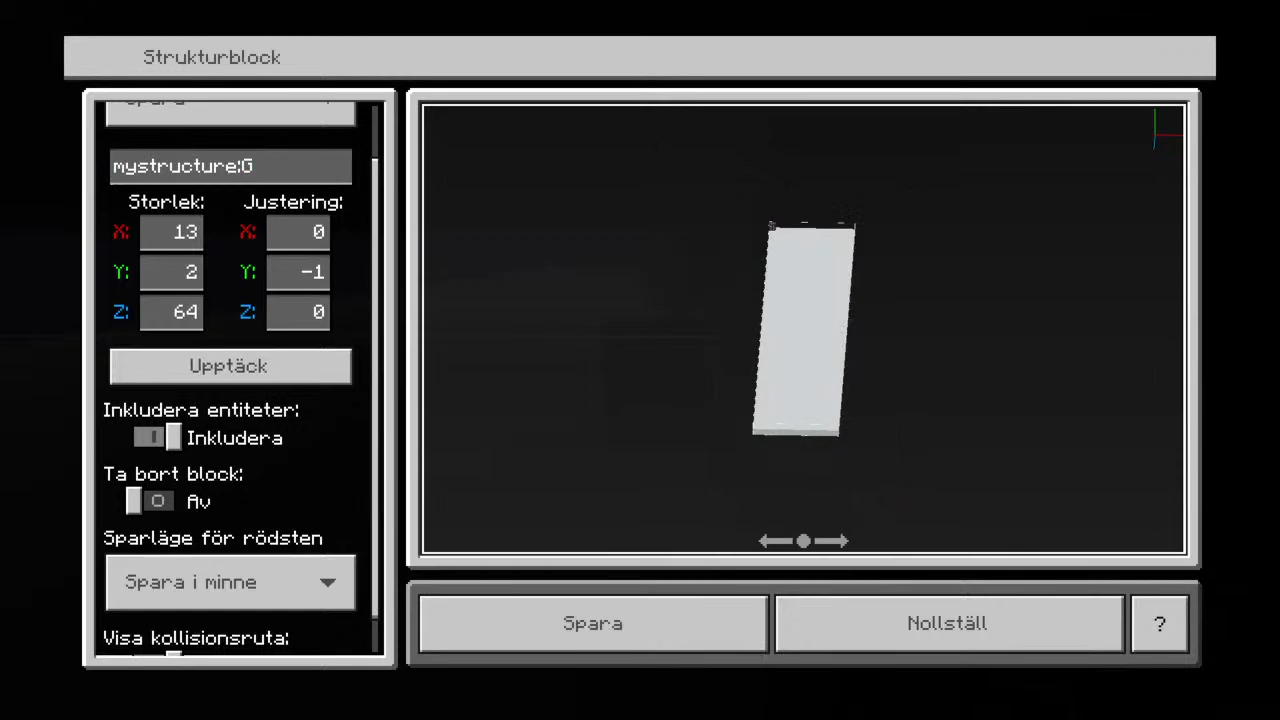 Strukturblock
Spara
mystructure:G
Storlek: Justering:
X: 13 X: 0
Y: 2 Y: -1
Z: 64 Z: 0
Upptäck
Inkludera entiteter:
Inkludera
Ta bort block:
Av
Sparläge för rödsten
Spara i minne
Visa kollisionsruta:
Spara Nollställ ?